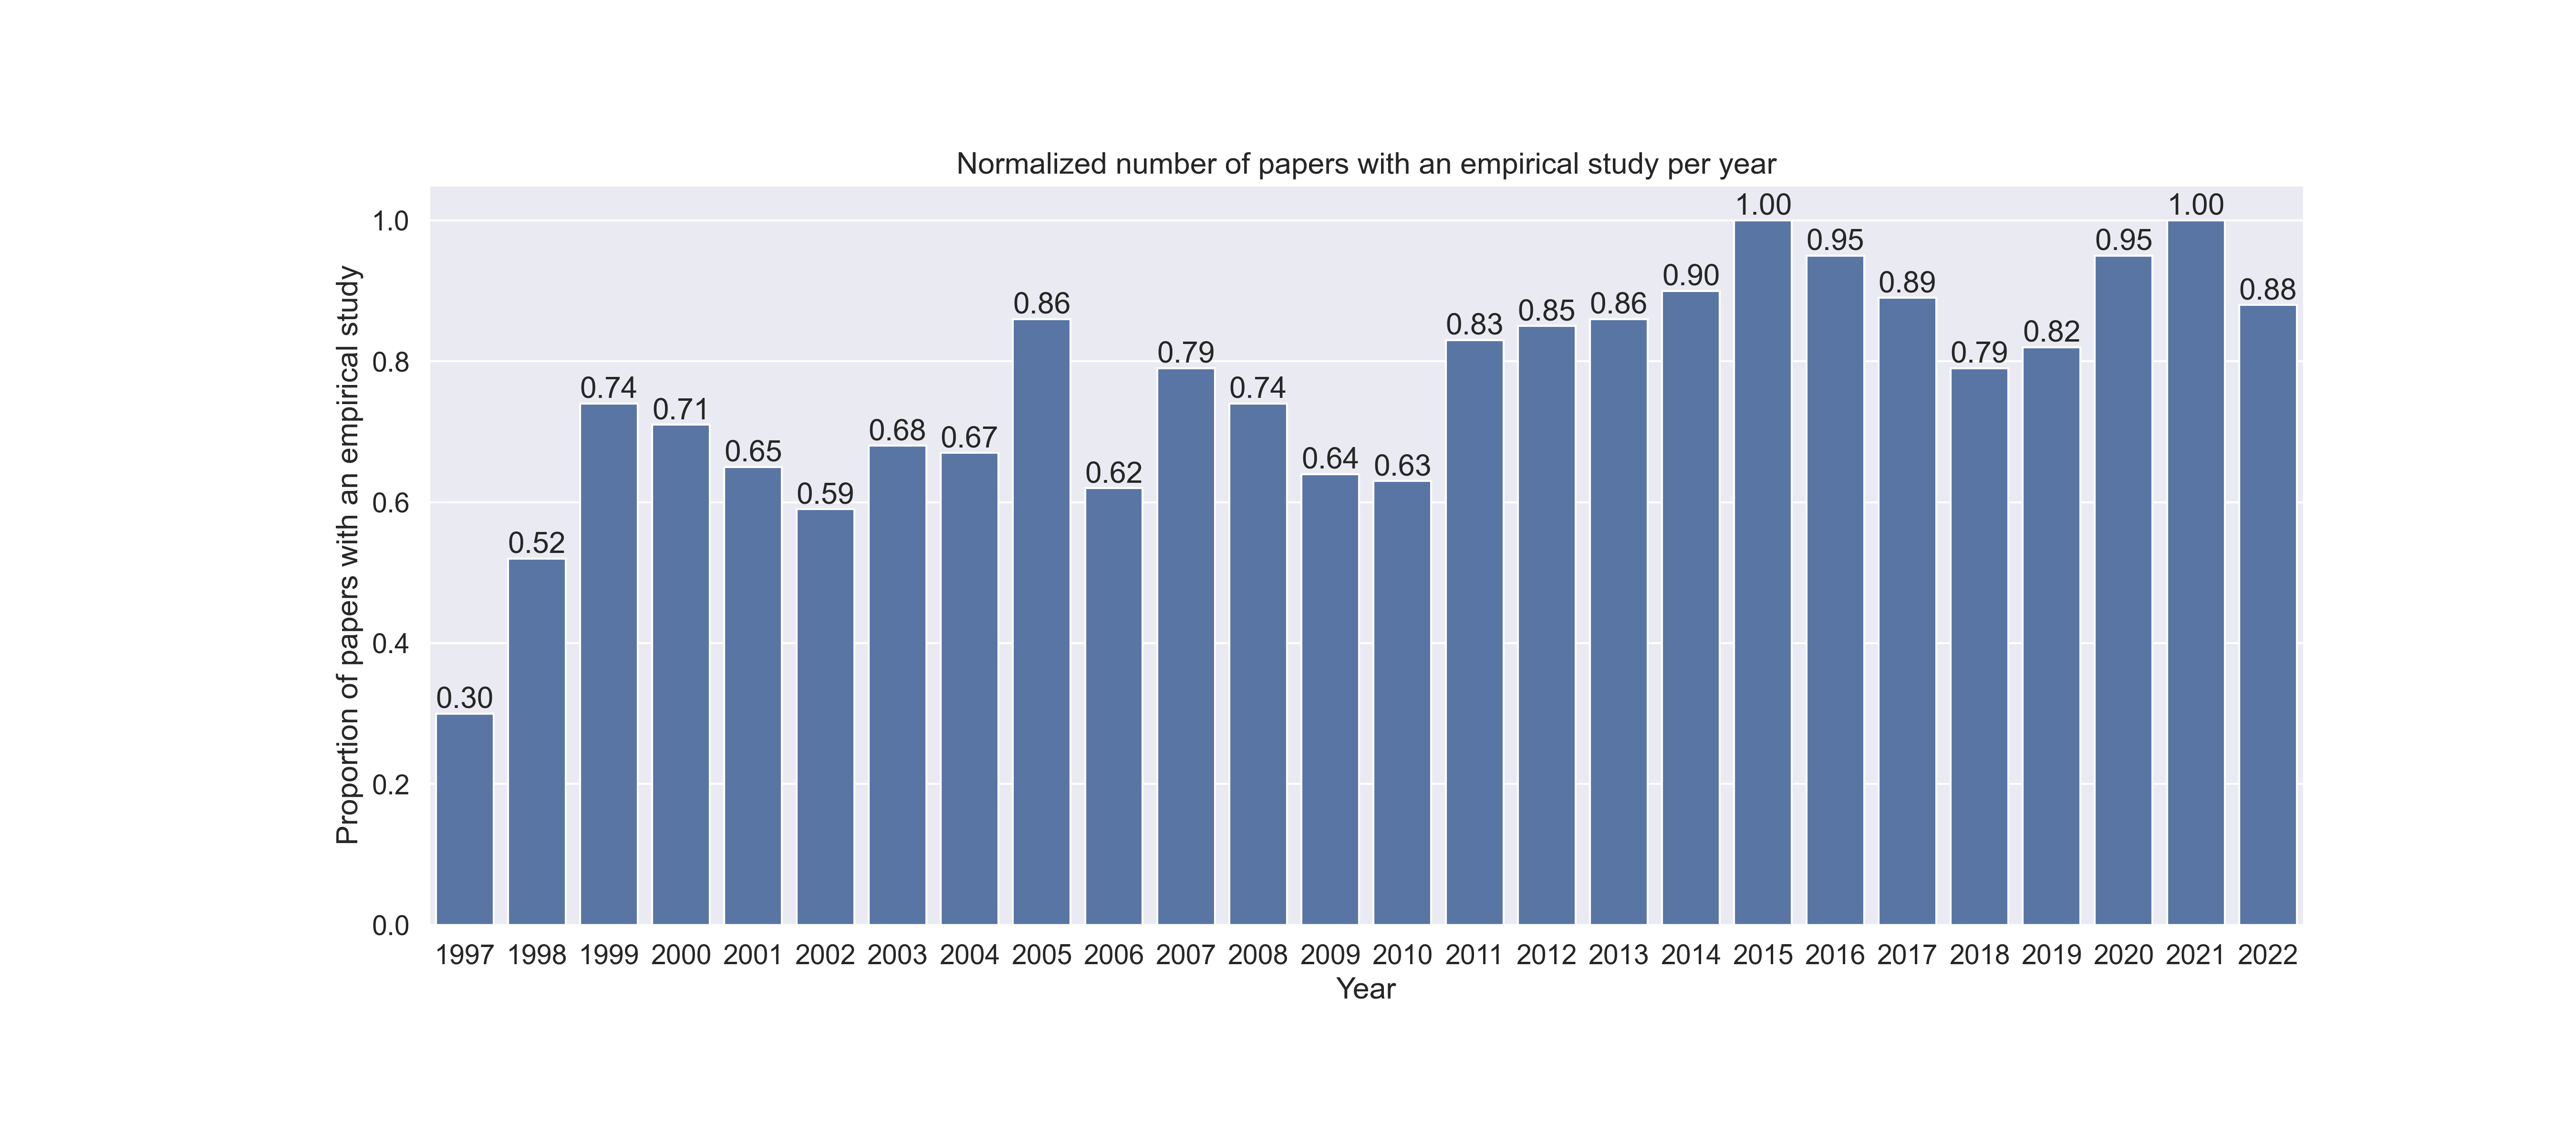 Normalized number of papers with an empirical study per year
Proportion of papers with an empirical study
1.0
0.8
0.6
0.4
0.2
0.0
0.30 0.52 0.74 0.71 0.65 0.59 0.68 0.67 0.86 0.62 0.79 0.74 0.64 0.63 0.83 0.85 0.86 0.90 1.00 0.95 0.89 0.79 0.82 0.95 1.00 0.88
1997 1998 1999 2000 2001 2002 2003 2004 2005 2006 2007 2008 2009 2010 2011 2012 2013 2014 2015 2016 2017 2018 2019 2020 2021 2022
Year